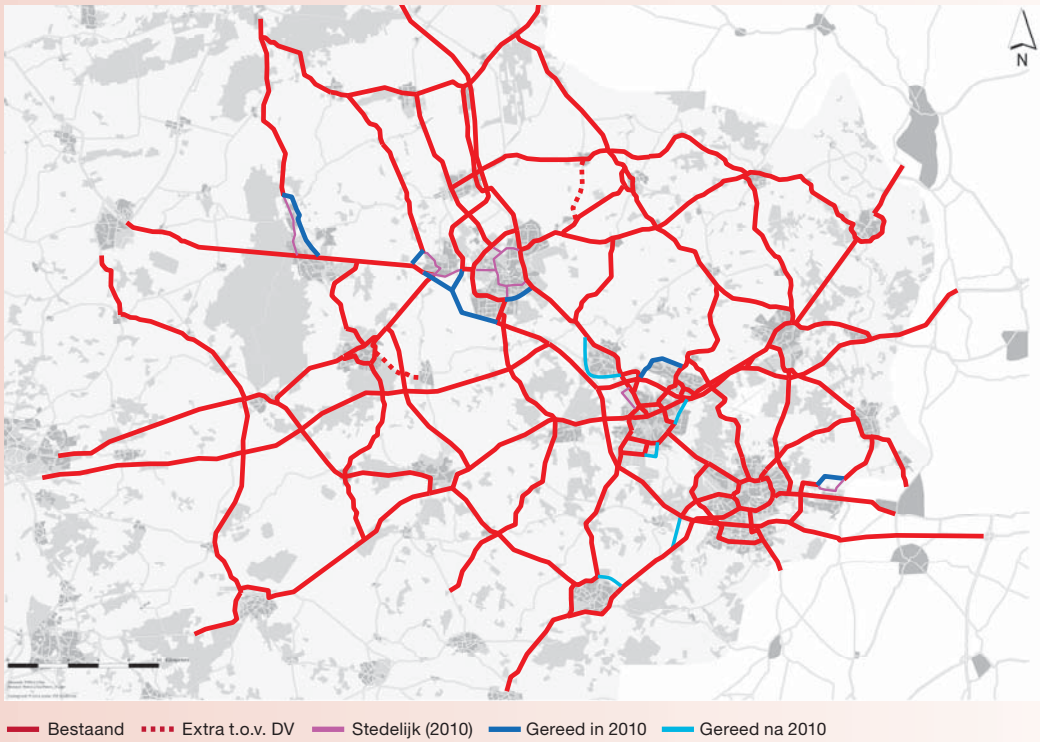 N
Bestaand
Extra t.o.v. DV
Stedelijk (2010)
Gereed in 2010
Gereed na 2010